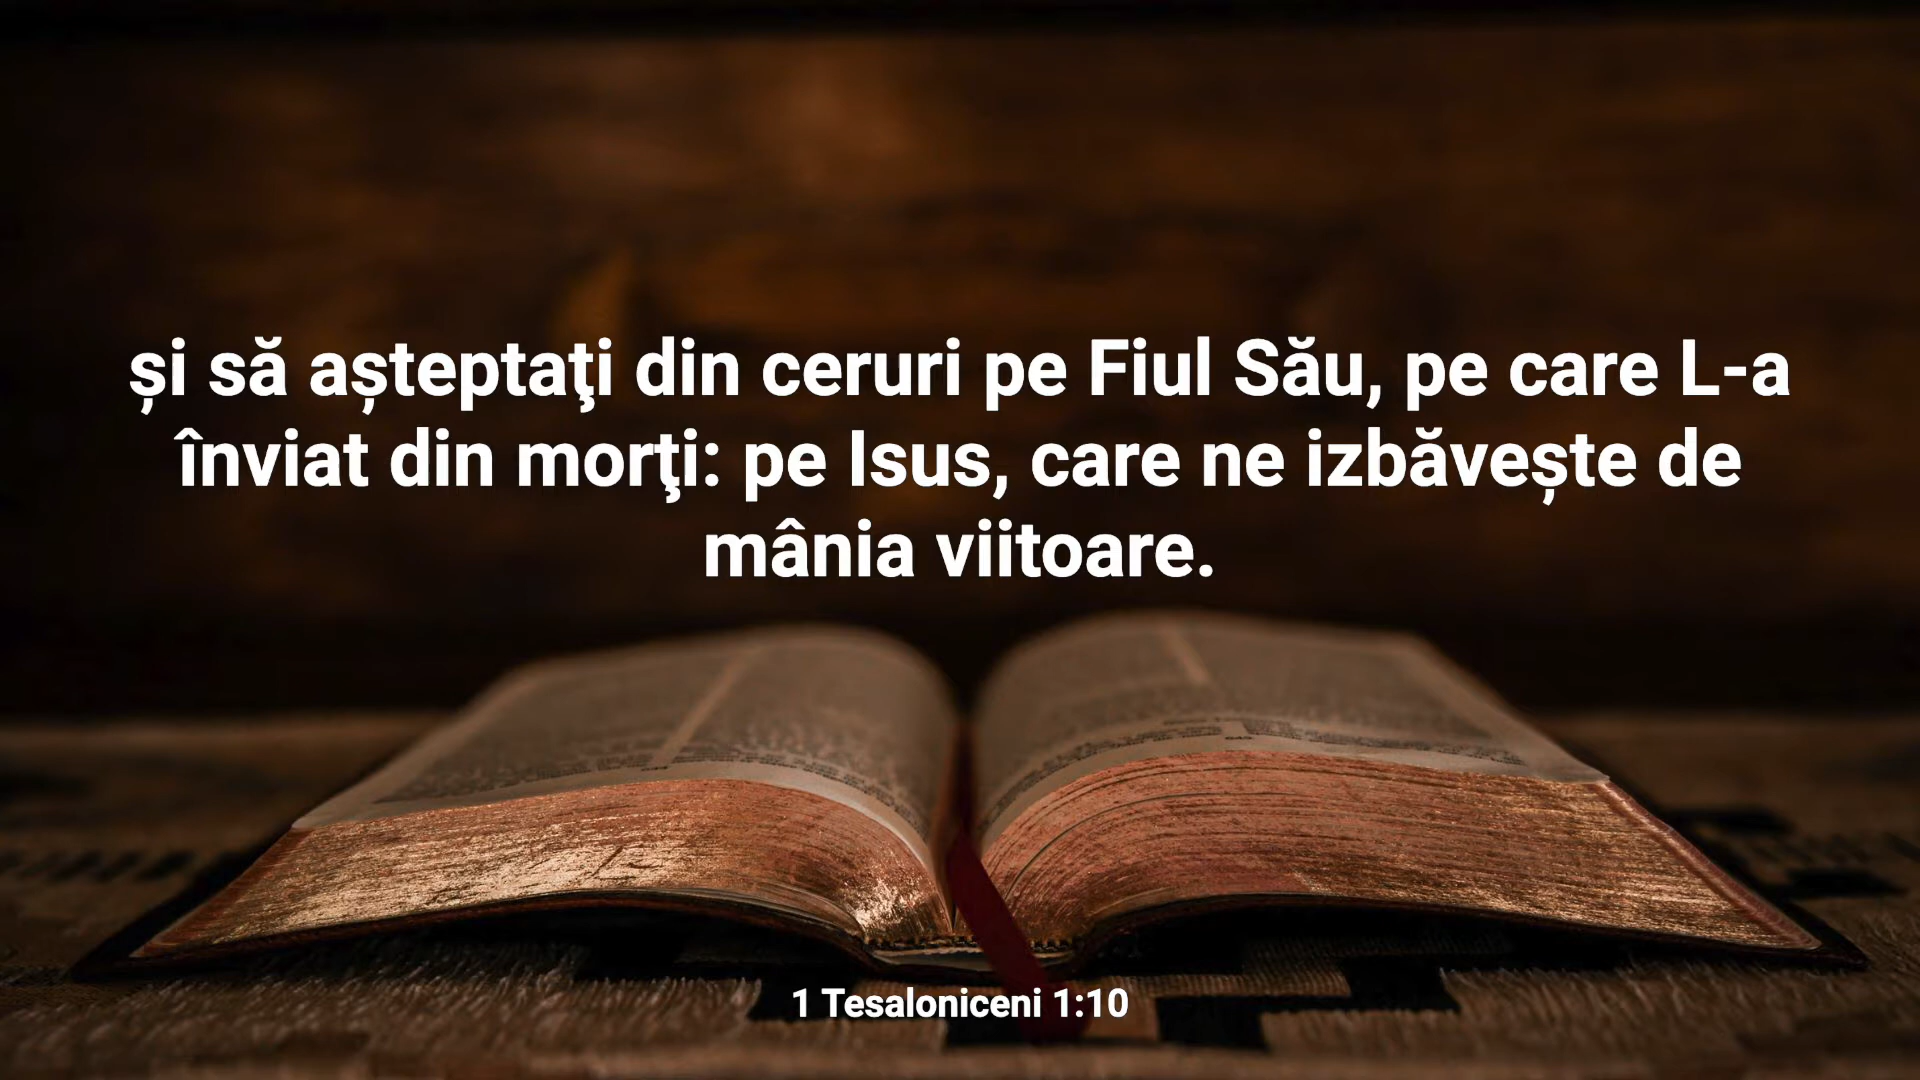 și să așteptaţi din ceruri pe Fiul Său, pe care L-a
înviat din morţi: pe Isus, care ne izbăvește de
mânia viitoare.
1 Tesaloniceni 1:10